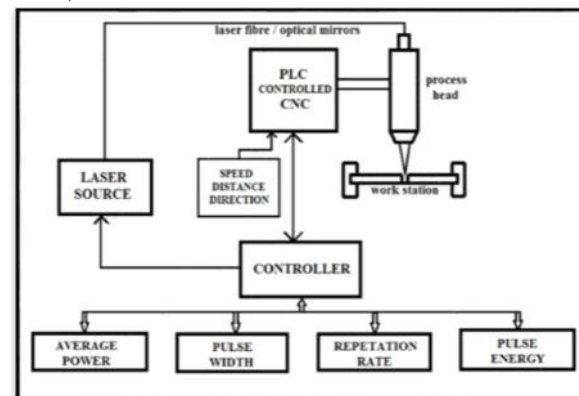 laser fibre / optical mirrors
PLC
CONTROLLED
CNC
process
head
LASER
SOURCE
SPEED
DISTANCE
DIRECTION
work station
CONTROLLER
AVERAGE
POWER
PULSE
WIDTH
REPETATION
RATE
PULSE
ENERGY